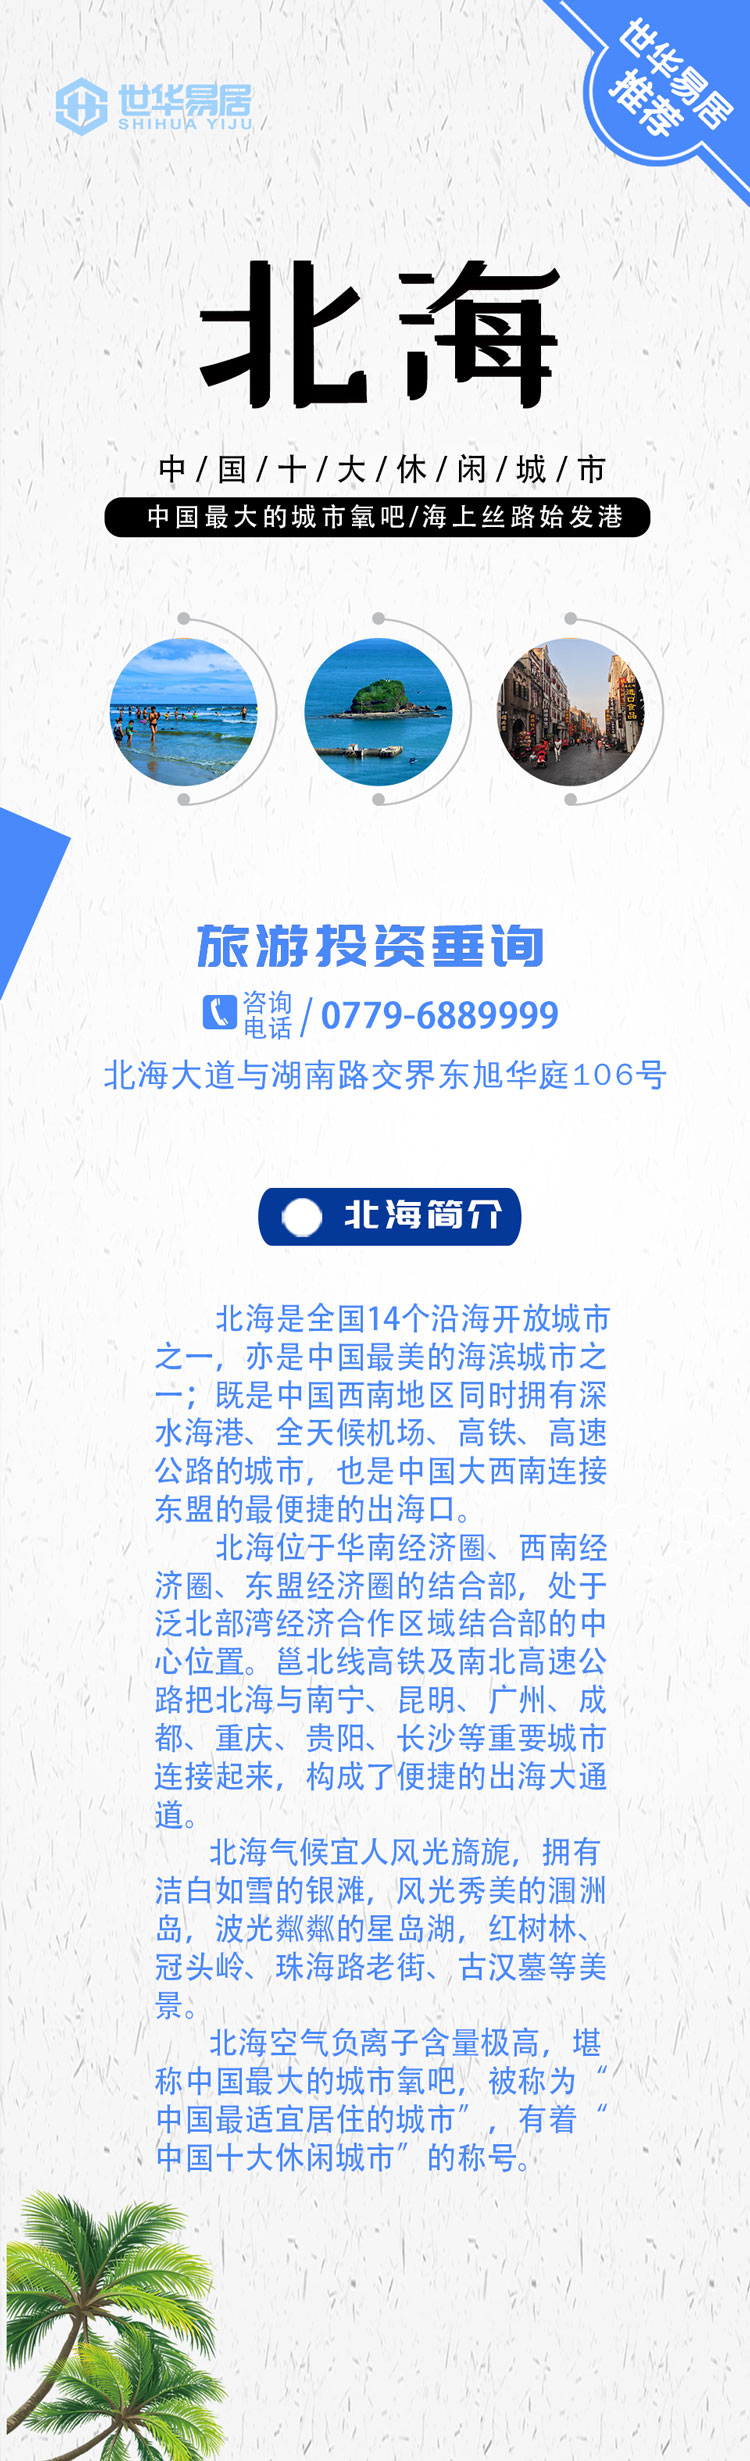 世华易居
SHIHUA YIJU
世华易居
推荐
北海
中/国/十/大/休/闲/城/市
中国最大的城市氧吧/海上丝路始发港
进口食品
旅游投资垂询
咨询
电话/0779-6889999
北海大道与湖南路交界东旭华庭106号
北海简介
北海是全国14个沿海开放城市
之一，亦是中国最美的海滨城市之
一；既是中国西南地区同时拥有深
水海港、全天候机场、高铁、高速
公路的城市，也是中国大西南连接
东盟的最便捷的出海口。
北海位于华南经济圈、西南经
济圈、东盟经济圈的结合部，处于
泛北部湾经济合作区域结合部的中
心位置。邕北线高铁及南北高速公
路把北海与南宁、昆明、广州、成
都、重庆、贵阳、长沙等重要城市
连接起来，构成了便捷的出海大通
道。
北海气候宜人风光旖旎，拥有
洁白如雪的银滩，风光秀美的涠洲
岛，波光粼粼的星岛湖，红树林、
冠头岭、珠海路老街、古汉墓等美
景。
北海空气负离子含量极高，堪
称中国最大的城市氧吧，被称为“
中国最适宜居住的城市”，有着“
中国十大休闲城市”的称号。